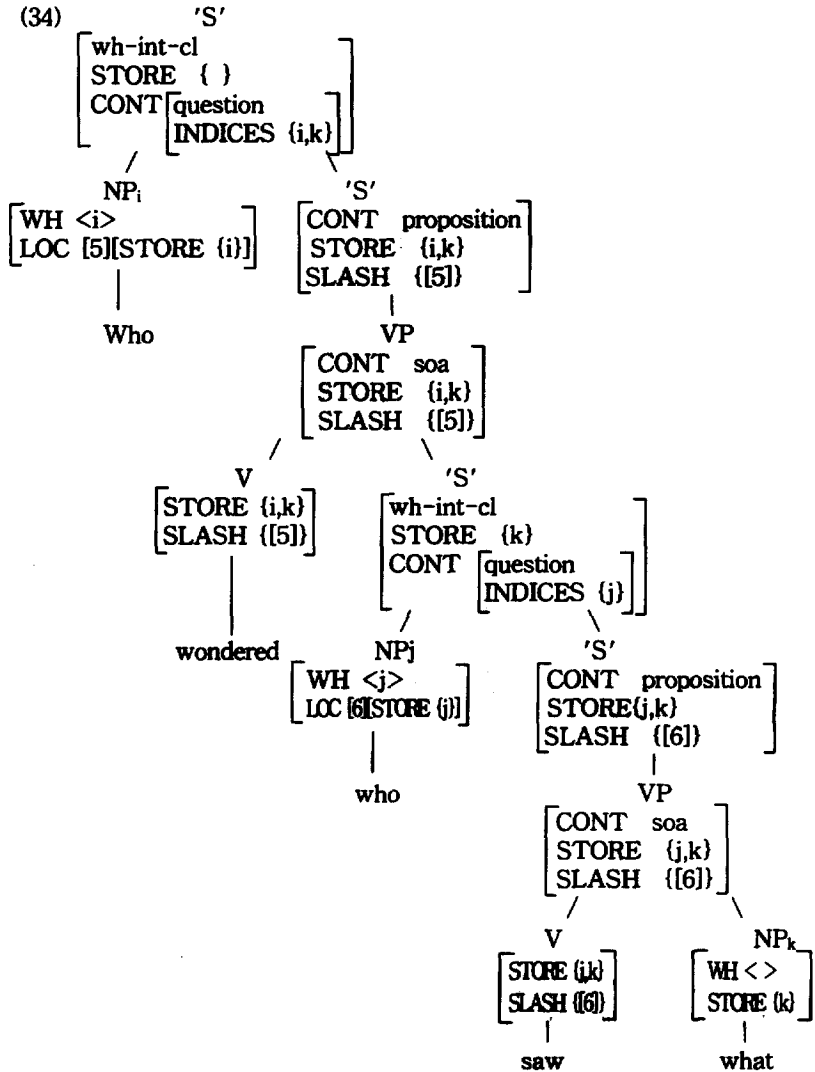 (34) 'S'
wh-int-cl
STORE { }
CONT [question
INDICES {i,k}]
NPi 'S'
[WH <i> [CONT proposition
LOC [5][STORE {i}]] STORE {i,k}
SLASH {[5]}]
Who VP
[CONT soa
STORE {i,k}
SLASH {[5]}]
V 'S'
[STORE {i,k} [wh-int-cl
SLASH {[5]}] STORE {k}
CONT [question
INDICES {j}]]
wondered NPj 'S'
[WH <j> [CONT proposition
LOC [6][STORE {j}]] STORE{j,k}
SLASH {[6]}]
who VP
[CONT soa
STORE {j,k}
SLASH {[6]}]
V NPk
[STORE {j,k} [WH < >
SLASH {[6]}] STORE {k}]
saw what